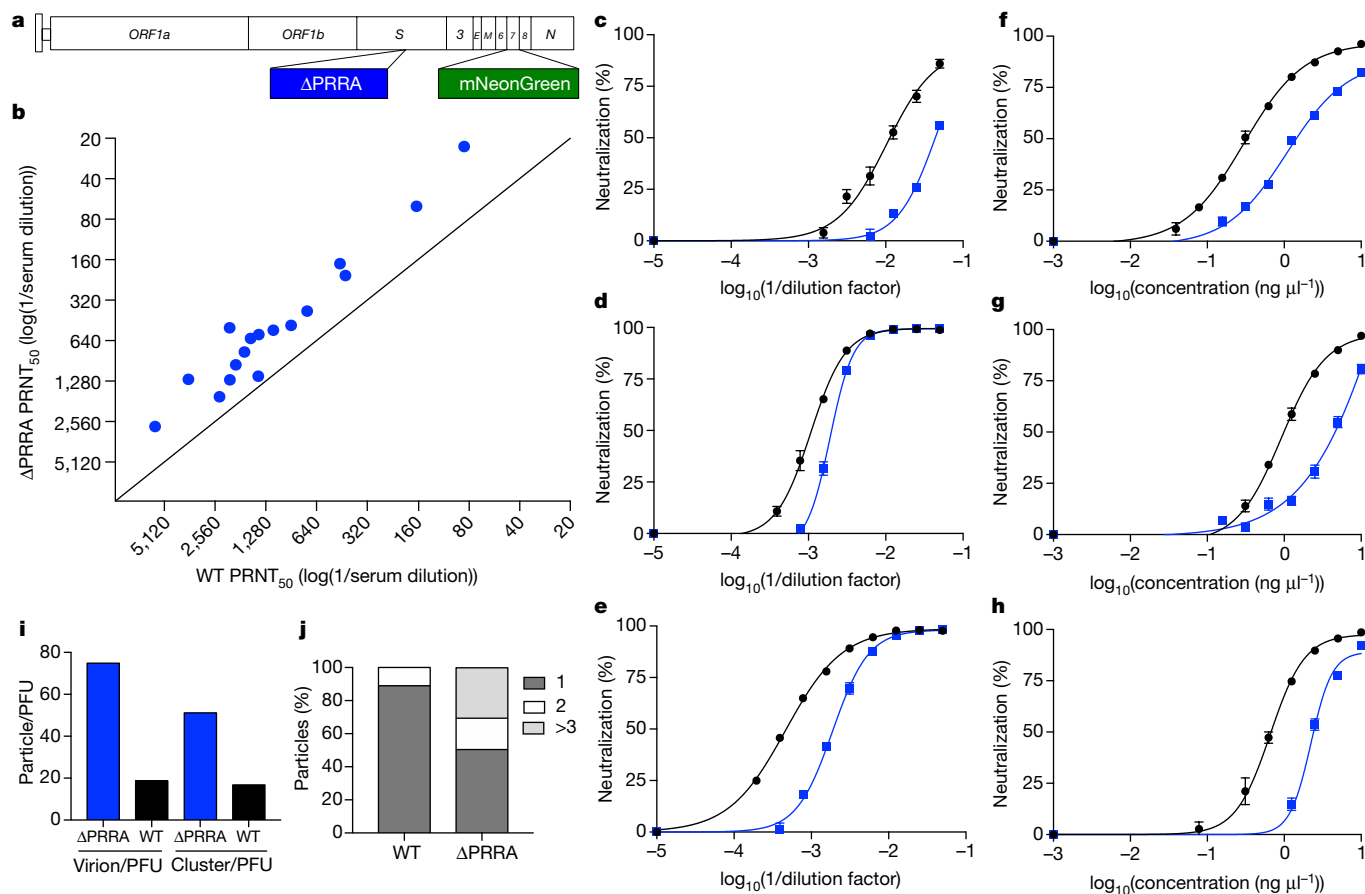 a
ORF1a ORF1b S 3 E M 6 7 8 N
ΔPRRA mNeonGreen
b
ΔPRRA PRNT50 (log(1/serum dilution))
20
40
80
160
320
640
1,280
2,560
5,120
5,120 2,560 1,280 640 320 160 80 40 20
WT PRNT50 (log(1/serum dilution))
c
Neutralization (%)
100
75
50
25
0
−5 −4 −3 −2 −1
log10(1/dilution factor)
d
Neutralization (%)
100
75
50
25
0
−5 −4 −3 −2 −1
log10(1/dilution factor)
e
Neutralization (%)
100
75
50
25
0
−5 −4 −3 −2 −1
log10(1/dilution factor)
f
Neutralization (%)
100
75
50
25
0
−3 −2 −1 0 1
log10(concentration (ng μl−1))
g
Neutralization (%)
100
75
50
25
0
−3 −2 −1 0 1
log10(concentration (ng μl−1))
h
Neutralization (%)
100
75
50
25
0
−3 −2 −1 0 1
log10(concentration (ng μl−1))
i
Particle/PFU
80
60
40
20
0
ΔPRRA WT ΔPRRA WT
Virion/PFU Cluster/PFU
j
Particles (%)
100
80
60
40
20
0
WT ΔPRRA
1
2
>3